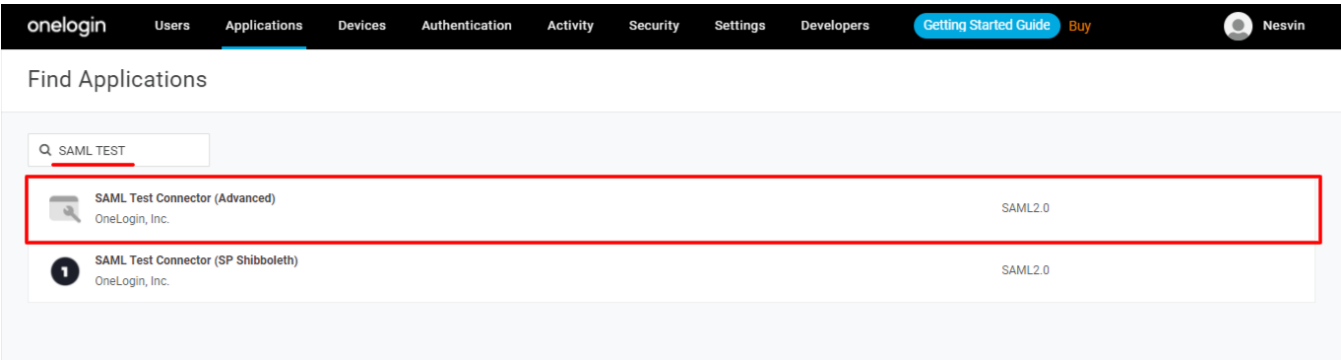 onelogin Users Applications Devices Authentication Activity Security Settings Developers Getting Started Guide Buy Nesvin
Find Applications
SAML TEST
SAML Test Connector (Advanced)
OneLogin, Inc.
SAML2.0
1
SAML Test Connector (SP Shibboleth)
OneLogin, Inc.
SAML2.0